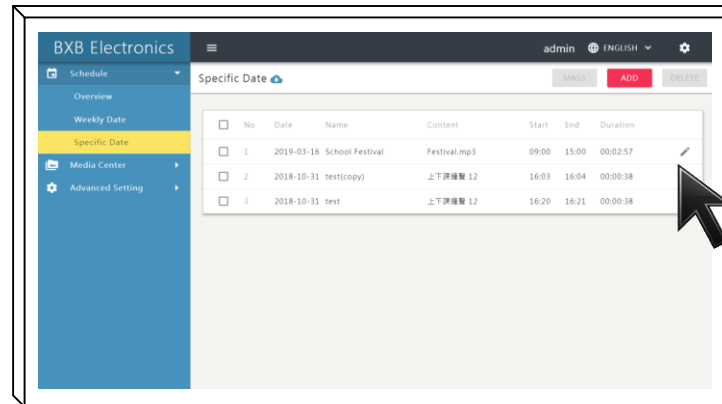 BXB Electronics
admin ENGLISH
Schedule
Specific Date
MASS ADD DELETE
Overview
Weekly Date
Specific Date
Media Center
Advanced Setting
No Date Name Content Start End Duration
1 2019-03-16 School Festival Festival.mp3 09:00 15:00 00:02:57
2 2018-10-31 test(copy) 上下課鐘聲 12 16:03 16:04 00:00:38
3 2018-10-31 test 上下課鐘聲 12 16:20 16:21 00:00:38